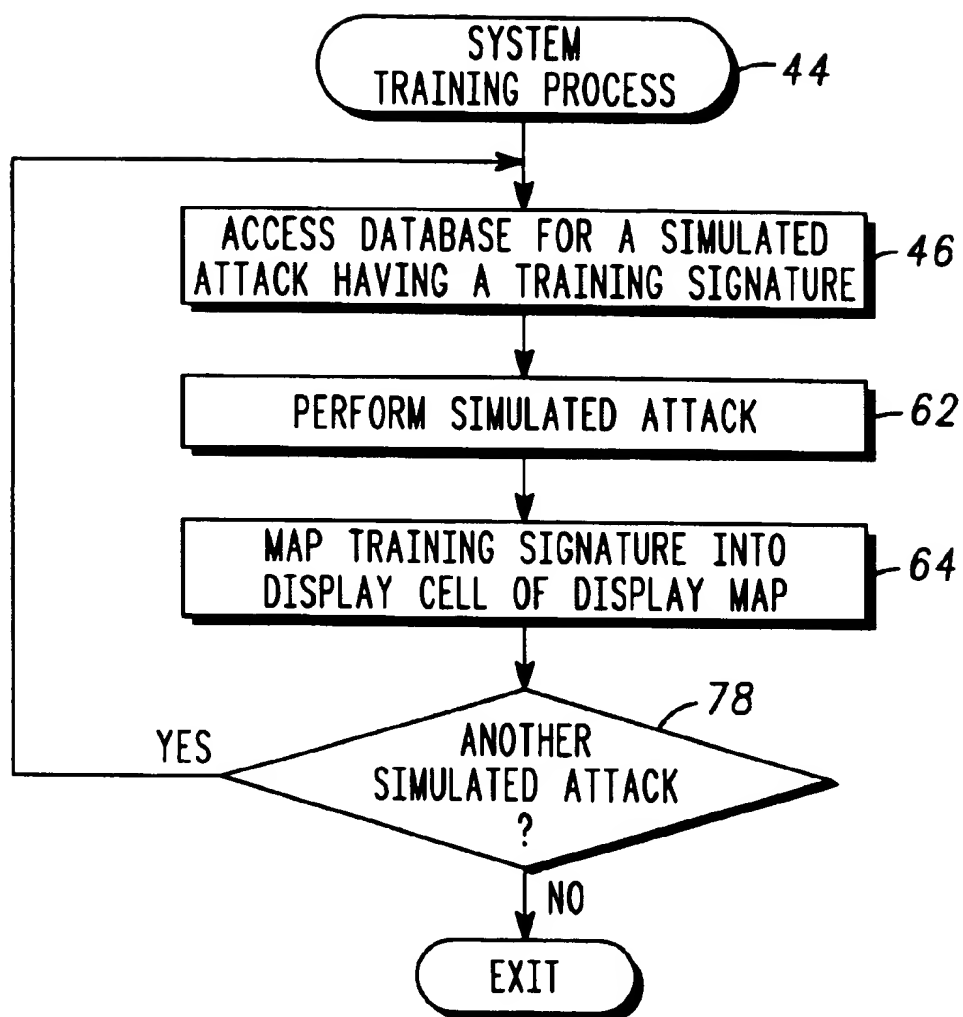 SYSTEM
TRAINING PROCESS
44
ACCESS DATABASE FOR A SIMULATED
ATTACK HAVING A TRAINING SIGNATURE
46
PERFORM SIMULATED ATTACK
62
MAP TRAINING SIGNATURE INTO
DISPLAY CELL OF DISPLAY MAP
64
78
YES
ANOTHER
SIMULATED ATTACK
?
NO
EXIT